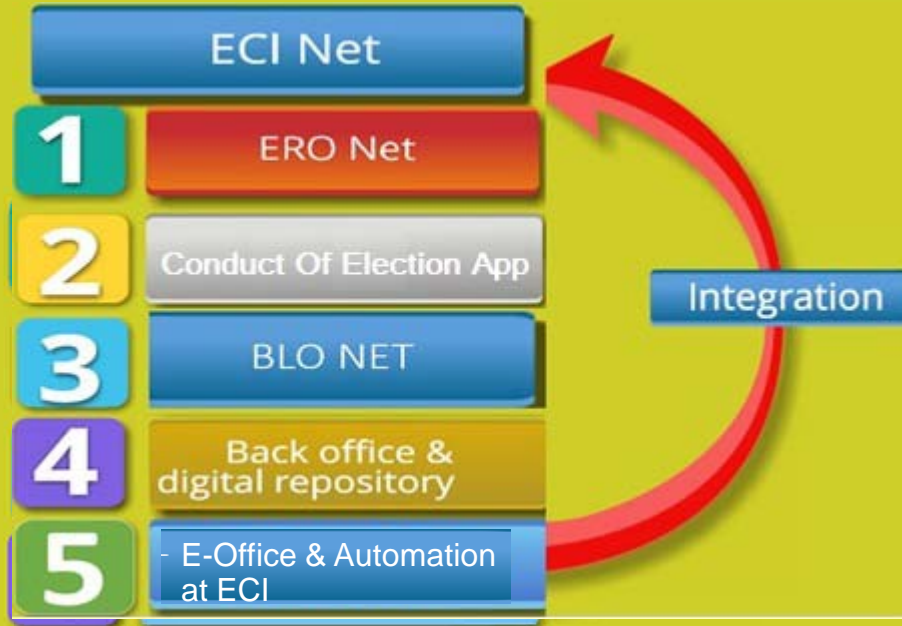 ECI Net
1
ERO Net
2
Conduct Of Election App
3
BLO NET
4
Back office &
digital repository
5
- E-Office & Automation
at ECI
Integration